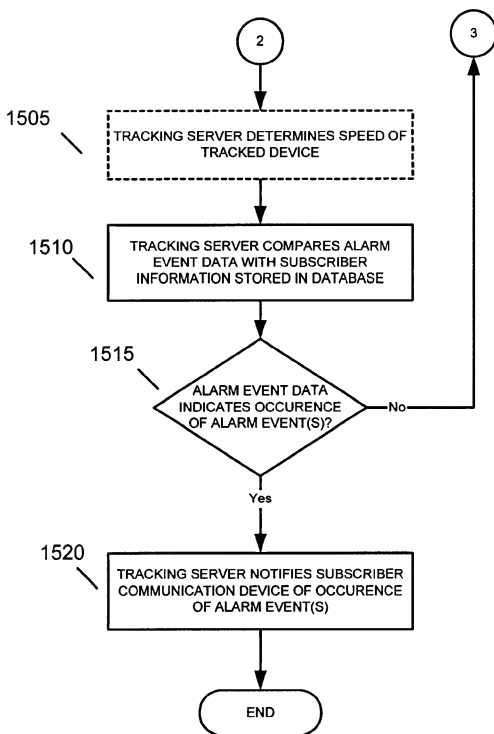 2
3
1505
TRACKING SERVER DETERMINES SPEED OF
TRACKED DEVICE
1510
TRACKING SERVER COMPARES ALARM
EVENT DATA WITH SUBSCRIBER
INFORMATION STORED IN DATABASE
1515
ALARM EVENT DATA
INDICATES OCCURENCE
OF ALARM EVENT(S)?
No
Yes
1520
TRACKING SERVER NOTIFIES SUBSCRIBER
COMMUNICATION DEVICE OF OCCURENCE
OF ALARM EVENT(S)
END